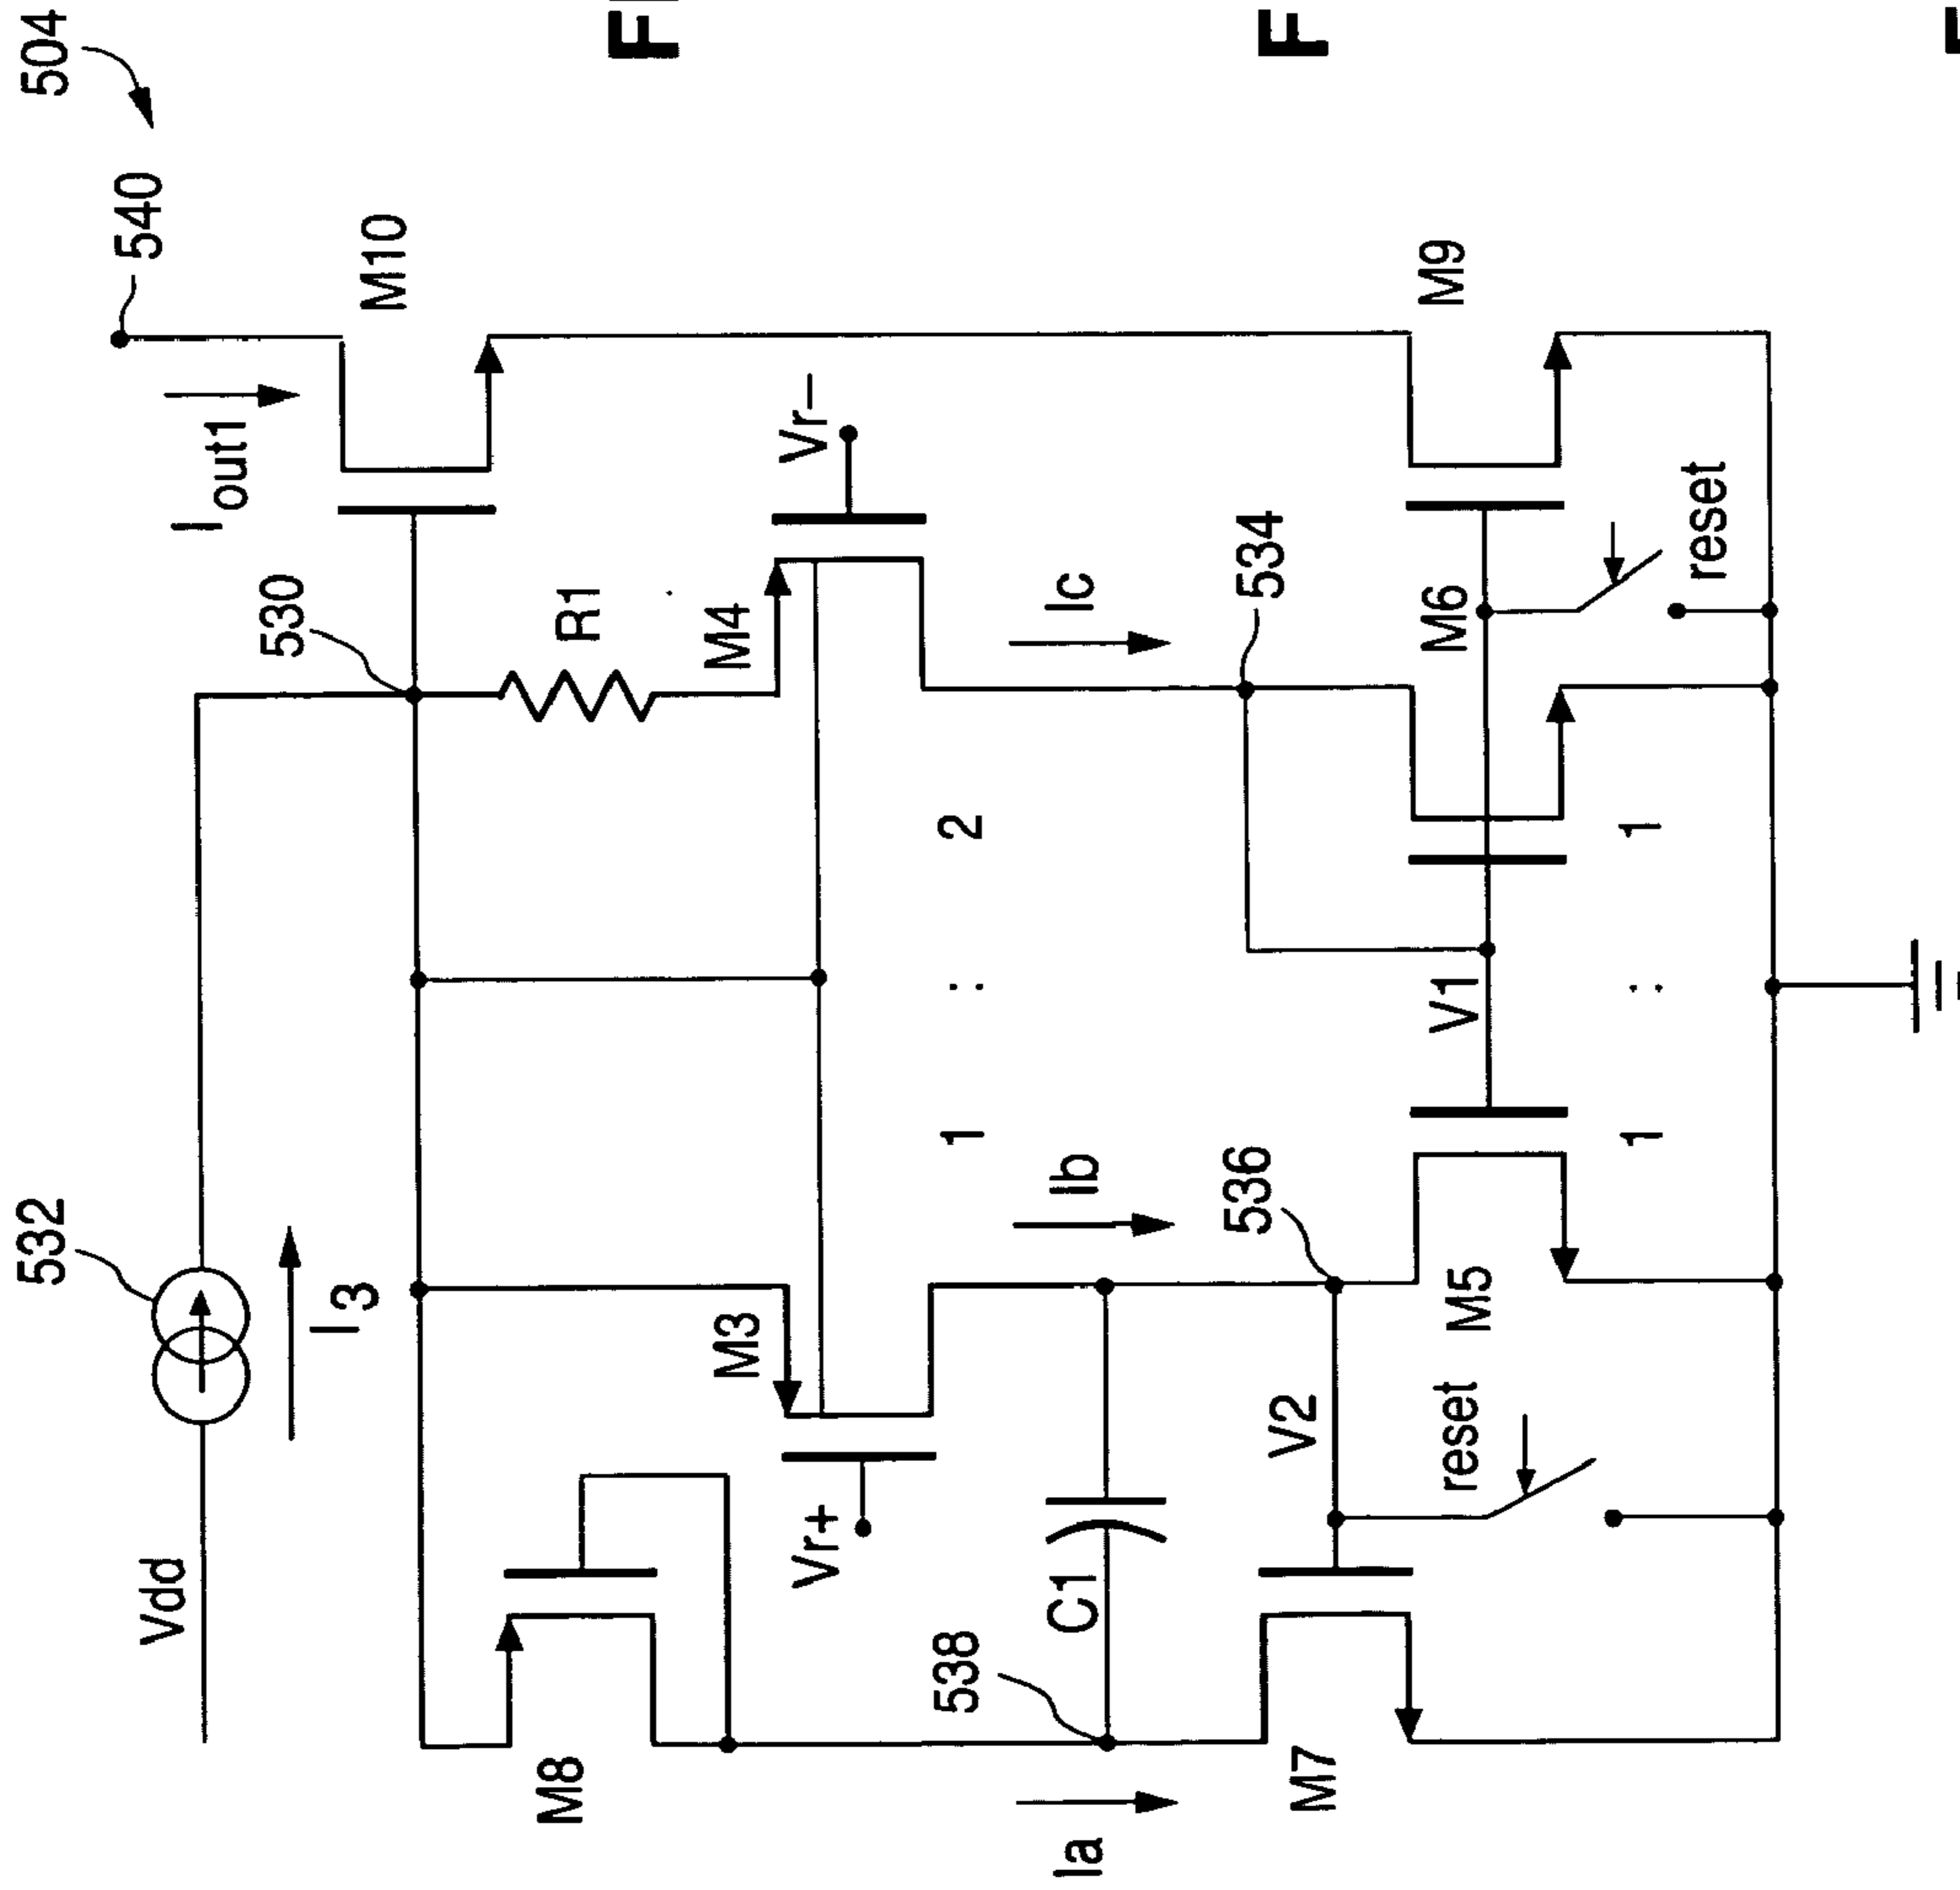 504
540
532
Vdd
I3
530
Iout1
M10
R1
M8
M3
M4
Vr-
Vr+
1 : 2
538
C1
Ia
Ib
Ic
536
534
V2
V1
M7
reset
M5
M6
M9
1 : 1
reset
F
F